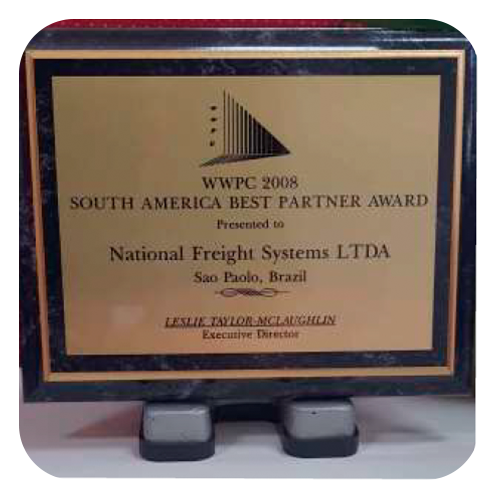 WWPC
WWPC 2008
SOUTH AMERICA BEST PARTNER AWARD
Presented to
National Freight Systems LTDA
Sao Paolo, Brazil
LESLIE TAYLOR-MCLAUGHLIN
Executive Director